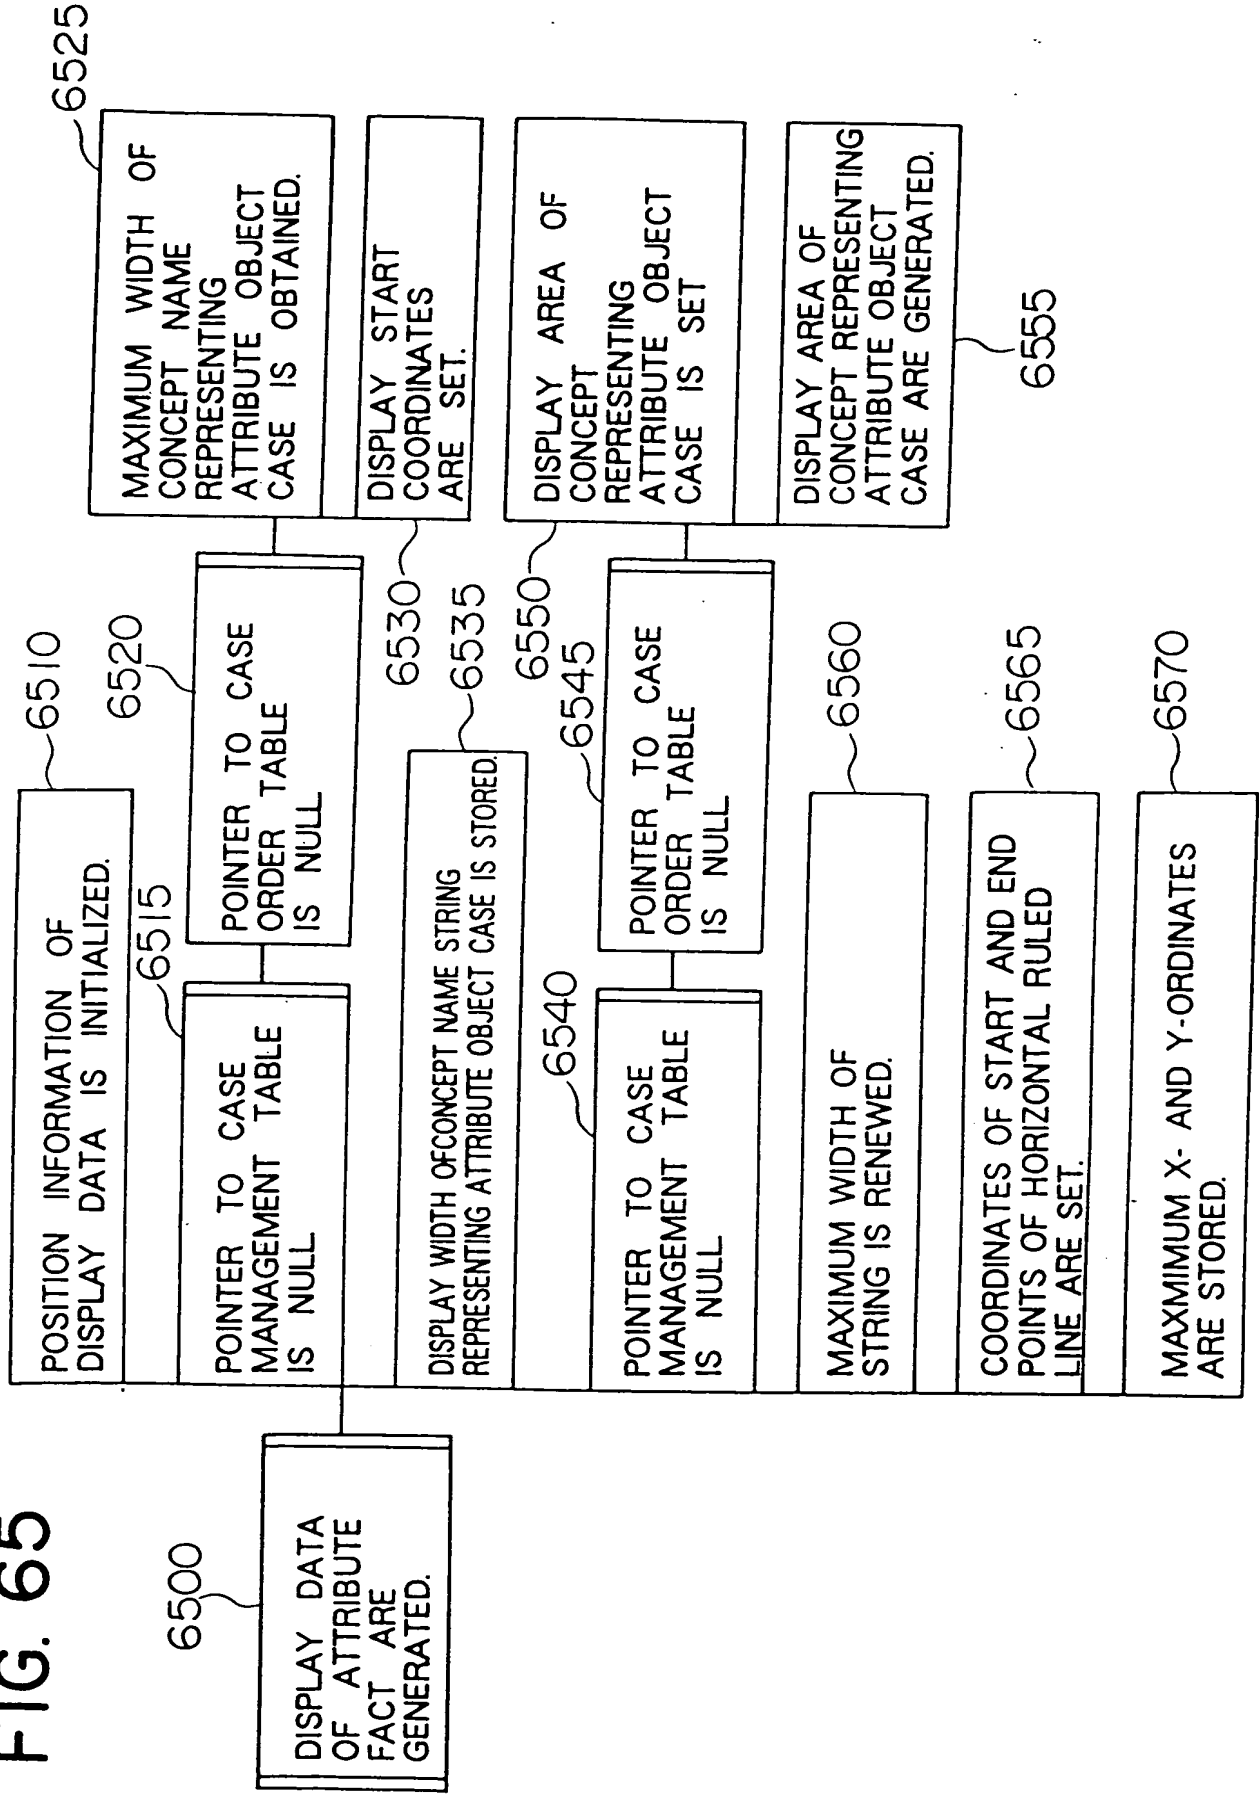 FIG. 65
6500
DISPLAY DATA
OF ATTRIBUTE
FACT ARE
GENERATED.
6510
POSITION INFORMATION OF
DISPLAY DATA IS INITIALIZED.
6515
POINTER TO CASE
MANAGEMENT TABLE
IS NULL
6520
POINTER TO CASE
ORDER TABLE
IS NULL
6525
MAXIMUM WIDTH OF
CONCEPT NAME
REPRESENTING
ATTRIBUTE OBJECT
CASE IS OBTAINED.
6530
DISPLAY START
COORDINATES
ARE SET.
6535
DISPLAY WIDTH OFCONCEPT NAME STRING
REPRESENTING ATTRIBUTE OBJECT CASE IS STORED.
6540
POINTER TO CASE
MANAGEMENT TABLE
IS NULL
6545
POINTER TO CASE
ORDER TABLE
IS NULL
6550
DISPLAY AREA OF
CONCEPT
REPRESENTING
ATTRIBUTE OBJECT
CASE IS SET
6555
DISPLAY AREA OF
CONCEPT REPRESENTING
ATTRIBUTE OBJECT
CASE ARE GENERATED.
6560
MAXIMUM WIDTH OF
STRING IS RENEWED.
6565
COORDINATES OF START AND END
POINTS OF HORIZONTAL RULED
LINE ARE SET.
6570
MAXMIMUM X- AND Y-ORDINATES
ARE STORED.